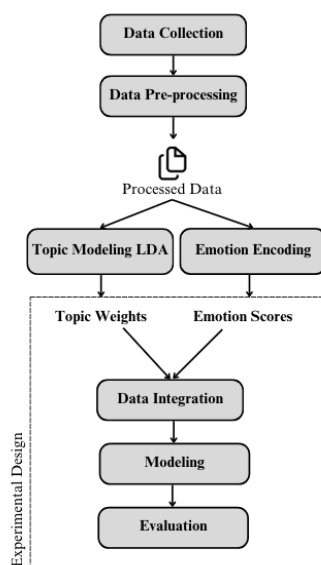 Data Collection
Data Pre-processing
Processed Data
Topic Modeling LDA
Emotion Encoding
Topic Weights
Emotion Scores
Data Integration
Modeling
Evaluation
Experimental Design